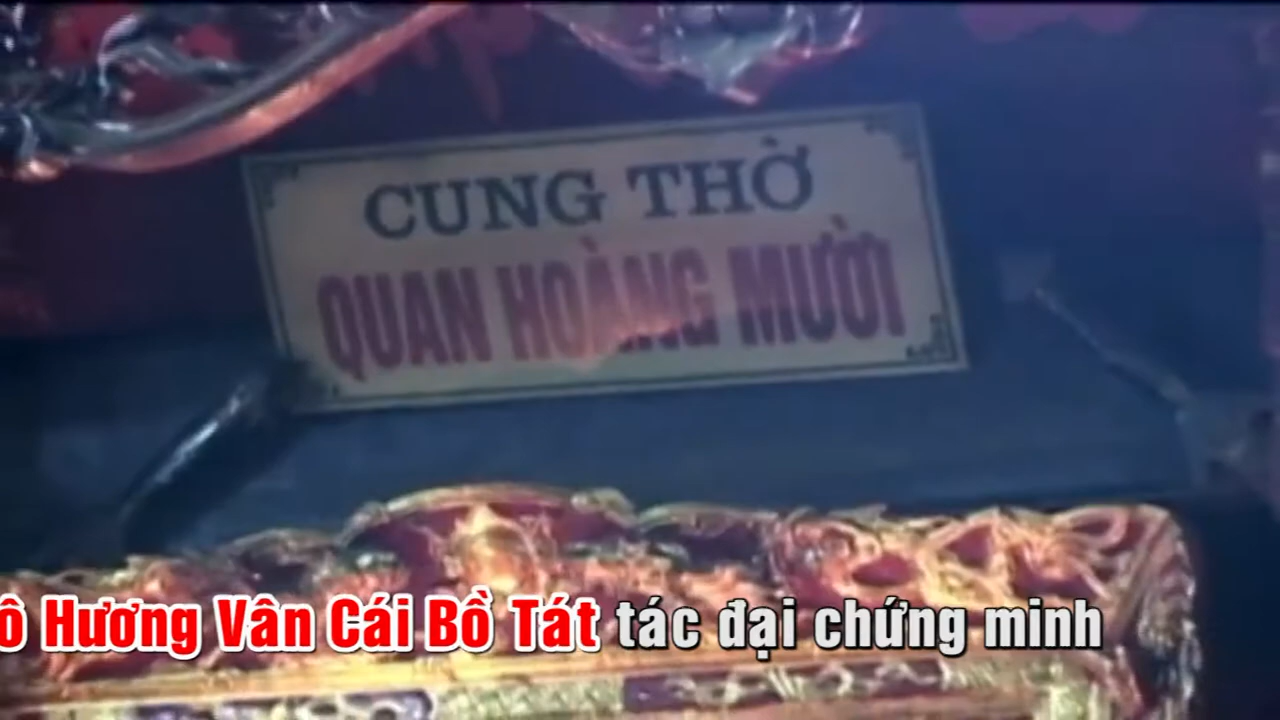 CUNG THỜ
QUAN HOÀNG MƯỜI
ô Hương Vân Cái Bồ Tát tác đại chứng minh